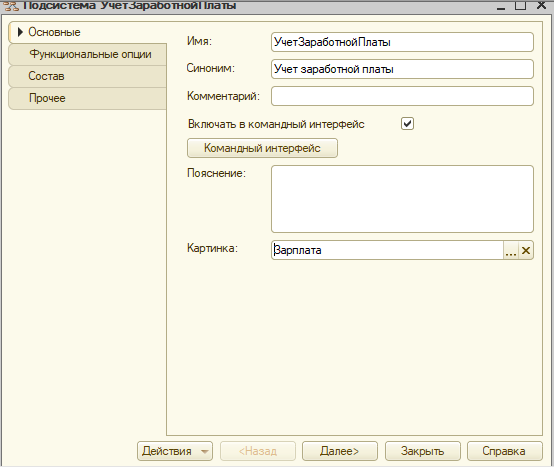 Подсистема УчетЗаработнойПлаты
Основные
Функциональные опции
Состав
Прочее
Имя: УчетЗаработнойПлаты
Синоним: Учет заработной платы
Комментарий:
Включать в командный интерфейс
Командный интерфейс
Пояснение:
Картинка: Зарплата ...
Действия <Назад Далее> Закрыть Справка